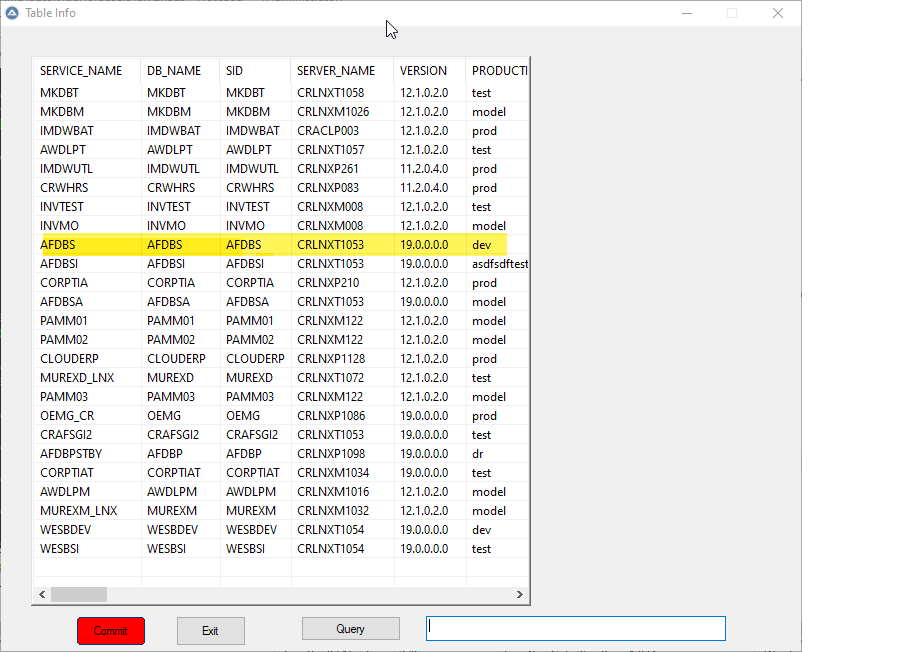 Table Info
SERVICE_NAME DB_NAME SID SERVER_NAME VERSION PRODUCTI
MKDBT MKDBT MKDBT CRLNXT1058 12.1.0.2.0 test
MKDBM MKDBM MKDBM CRLNXM1026 12.1.0.2.0 model
IMDWBAT IMDWBAT IMDWBAT CRACLP003 12.1.0.2.0 prod
AWDLPT AWDLPT AWDLPT CRLNXT1057 12.1.0.2.0 test
IMDWUTL IMDWUTL IMDWUTL CRLNXP261 11.2.0.4.0 prod
CRWHRS CRWHRS CRWHRS CRLNXP083 11.2.0.4.0 prod
INVTEST INVTEST INVTEST CRLNXM008 12.1.0.2.0 test
INVMO INVMO INVMO CRLNXM008 12.1.0.2.0 model
AFDBS AFDBS AFDBS CRLNXT1053 19.0.0.0.0 dev
AFDBSI AFDBSI AFDBSI CRLNXT1053 19.0.0.0.0 asdfsdftest
CORPTIA CORPTIA CORPTIA CRLNXP210 12.1.0.2.0 prod
AFDBSA AFDBSA AFDBSA CRLNXT1053 19.0.0.0.0 model
PAMM01 PAMM01 PAMM01 CRLNXM122 12.1.0.2.0 model
PAMM02 PAMM02 PAMM02 CRLNXM122 12.1.0.2.0 model
CLOUDERP CLOUDERP CLOUDERP CRLNXP1128 12.1.0.2.0 prod
MUREXD_LNX MUREXD MUREXD CRLNXT1072 12.1.0.2.0 test
PAMM03 PAMM03 PAMM03 CRLNXM122 12.1.0.2.0 model
OEMG_CR OEMG OEMG CRLNXP1086 19.0.0.0.0 prod
CRAFSGI2 CRAFSGI2 CRAFSGI2 CRLNXT1053 19.0.0.0.0 test
AFDBPSTBY AFDBP AFDBP CRLNXP1098 19.0.0.0.0 dr
CORPTIAT CORPTIAT CORPTIAT CRLNXM1034 19.0.0.0.0 test
AWDLPM AWDLPM AWDLPM CRLNXM1016 12.1.0.2.0 model
MUREXM_LNX MUREXM MUREXM CRLNXM1032 12.1.0.2.0 model
WESBDEV WESBDEV WESBDEV CRLNXT1054 19.0.0.0.0 dev
WESBSI WESBSI WESBSI CRLNXT1054 19.0.0.0.0 test
Commit Exit Query